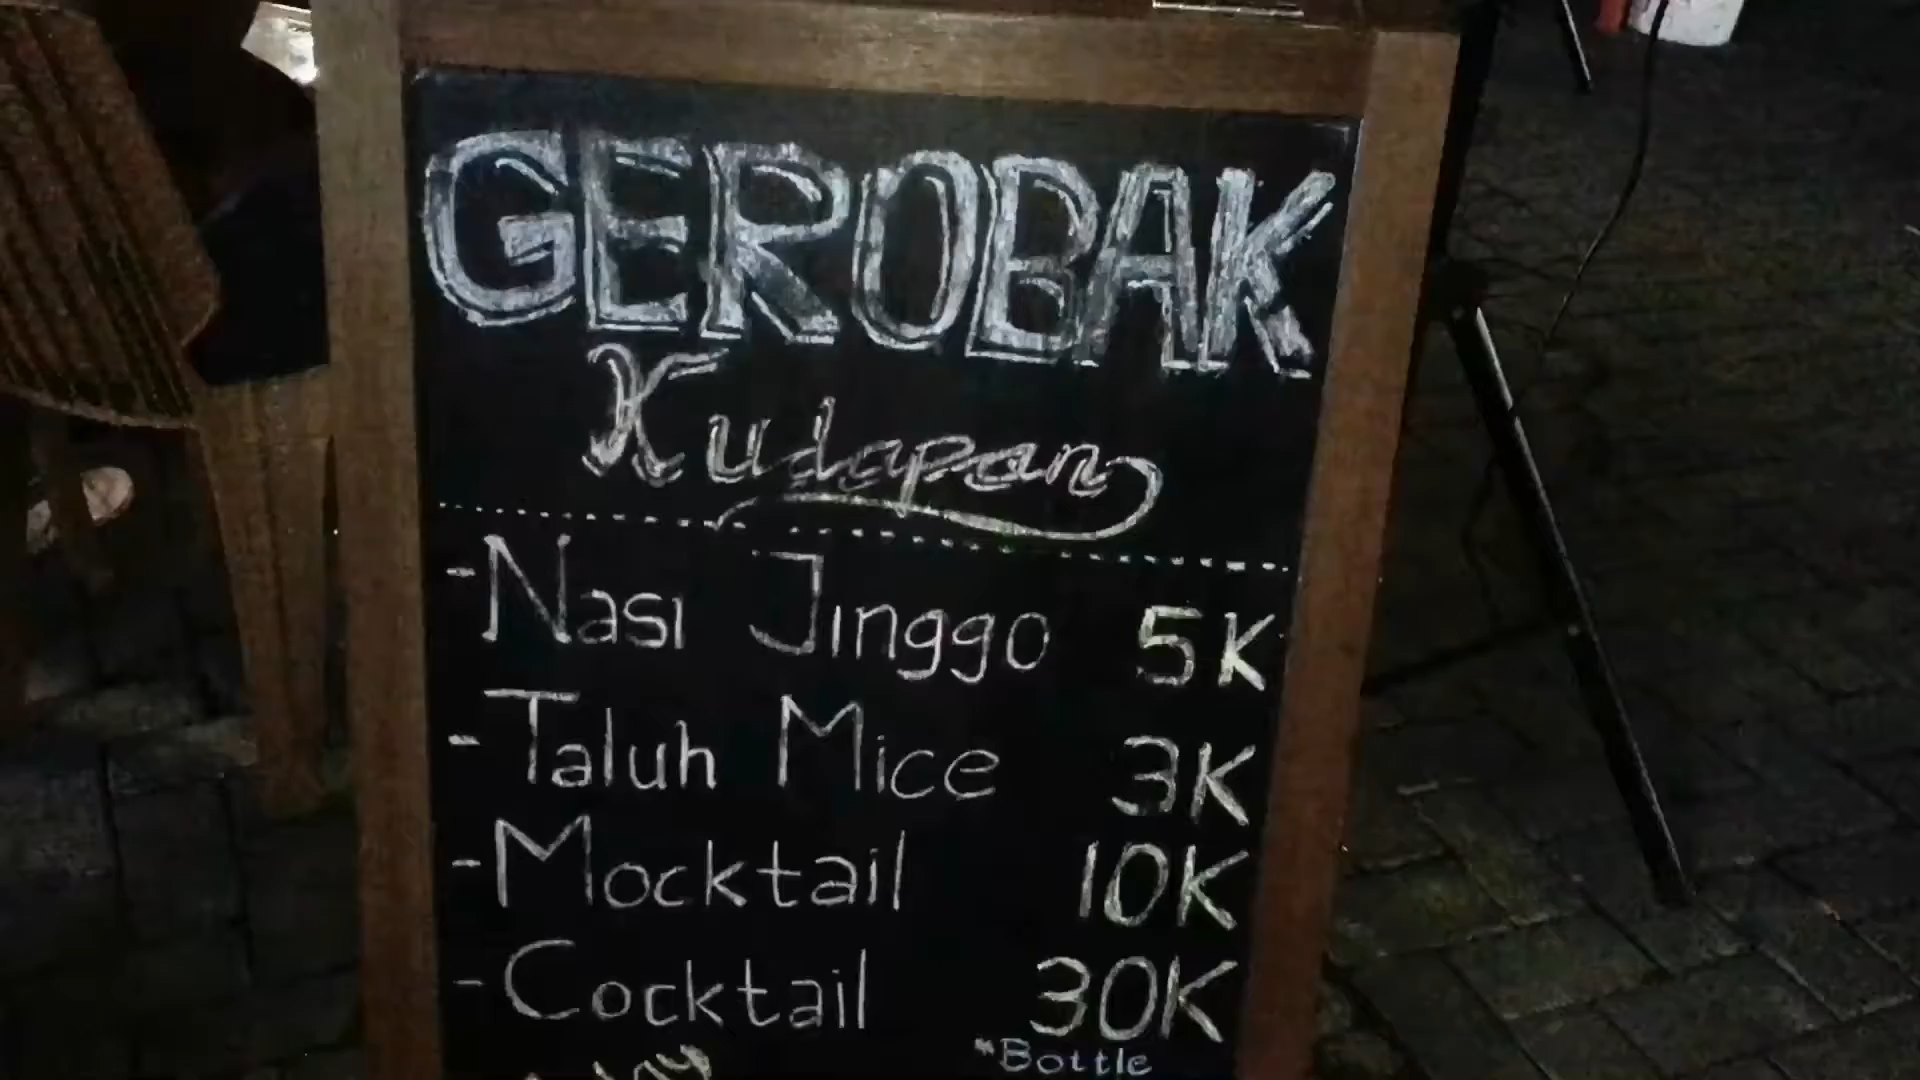 GEROBAK
Kudapan
- Nasi Jinggo 5K
- Taluh Mice 3K
- Mocktail 10K
- Cocktail 30K
*Bottle